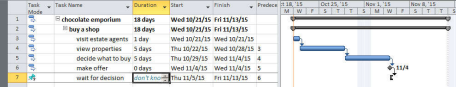 Task Mode Task Name Duration Start Finish Predece t 18, '15 Oct 25, '15 Nov 1, '15 Nov 8, '15
M W F S T T S M W F S T T S
1 chocolate emporium 18 days Wed 10/21/15 Fri 11/13/15
2 buy a shop 18 days Wed 10/21/15 Fri 11/13/15
3 visit estate agents 1 day Wed 10/21/15 Wed 10/21/15
4 view properties 5 days Thu 10/22/15 Wed 10/28/15 3
5 decide what to buy 5 days Thu 10/29/15 Wed 11/4/15 4
6 make offer 0 days Wed 11/4/15 Wed 11/4/15 5 11/4
7 wait for decision don't know Thu 11/5/15 Fri 11/13/15 6